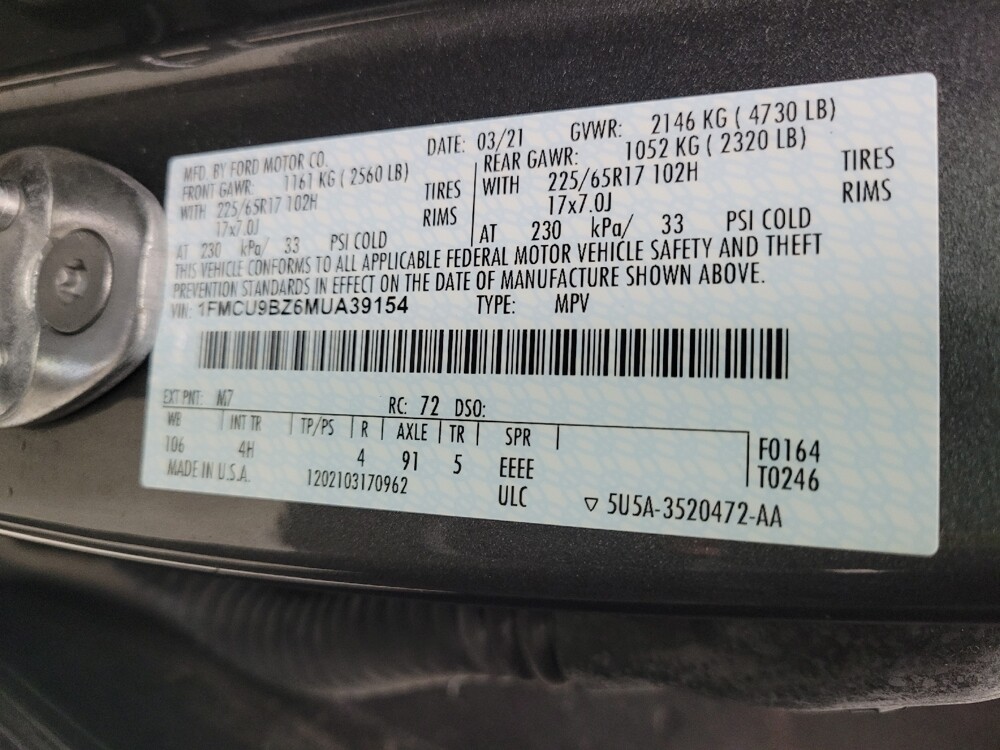 MFD. BY FORD MOTOR CO. DATE: 03/21 GVWR: 2146 KG ( 4730 LB)
FRONT GAWR: 1161 KG ( 2560 LB) REAR GAWR: 1052 KG ( 2320 LB)
WITH 225/65R17 102H TIRES WITH 225/65R17 102H TIRES
17x7.0J RIMS 17x7.0J RIMS
AT 230 kPa/ 33 PSI COLD AT 230 kPa/ 33 PSI COLD
THIS VEHICLE CONFORMS TO ALL APPLICABLE FEDERAL MOTOR VEHICLE SAFETY AND THEFT
PREVENTION STANDARDS IN EFFECT ON THE DATE OF MANUFACTURE SHOWN ABOVE.
VIN: 1FMCU9BZ6MUA39154 TYPE: MPV
EXT PNT: M7 RC: 72 DSO:
WB INT TR TP/PS R AXLE TR SPR
106 4H 4 91 5 EEEE F0164
MADE IN U.S.A. 1202103170962 ULC T0246
▽ 5U5A-3520472-AA